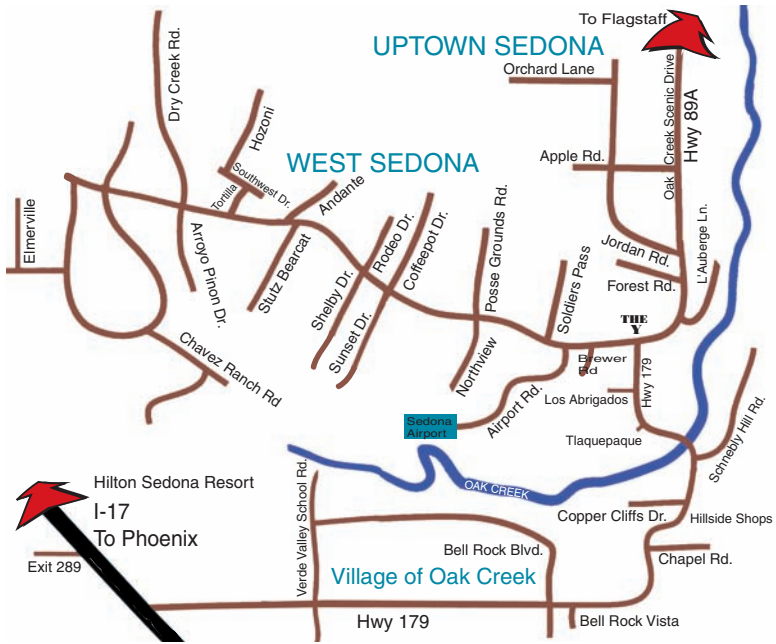 To Flagstaff
UPTOWN SEDONA
Orchard Lane
Oak Creek Scenic Drive
Hwy 89A
Dry Creek Rd.
Hozoni
WEST SEDONA
Apple Rd.
Southwest Dr.
Tortilla
Andante
Elmerville
Arroyo Pinon Dr.
Stutz Bearcat
Shelby Dr.
Rodeo Dr.
Sunset Dr.
Coffeepot Dr.
Posse Grounds Rd.
Northview
Soldiers Pass
Jordan Rd.
L'Auberge Ln.
Forest Rd.
THE
Y
Brewer
Rd
Hwy 179
Chavez Ranch Rd
Airport Rd.
Los Abrigados
Sedona
Airport
Tlaquepaque
Schnebly Hill Rd.
OAK CREEK
Hilton Sedona Resort
I-17
To Phoenix
Verde Valley School Rd.
Copper Cliffs Dr.
Hillside Shops
Bell Rock Blvd.
Chapel Rd.
Exit 289
Village of Oak Creek
Hwy 179
Bell Rock Vista